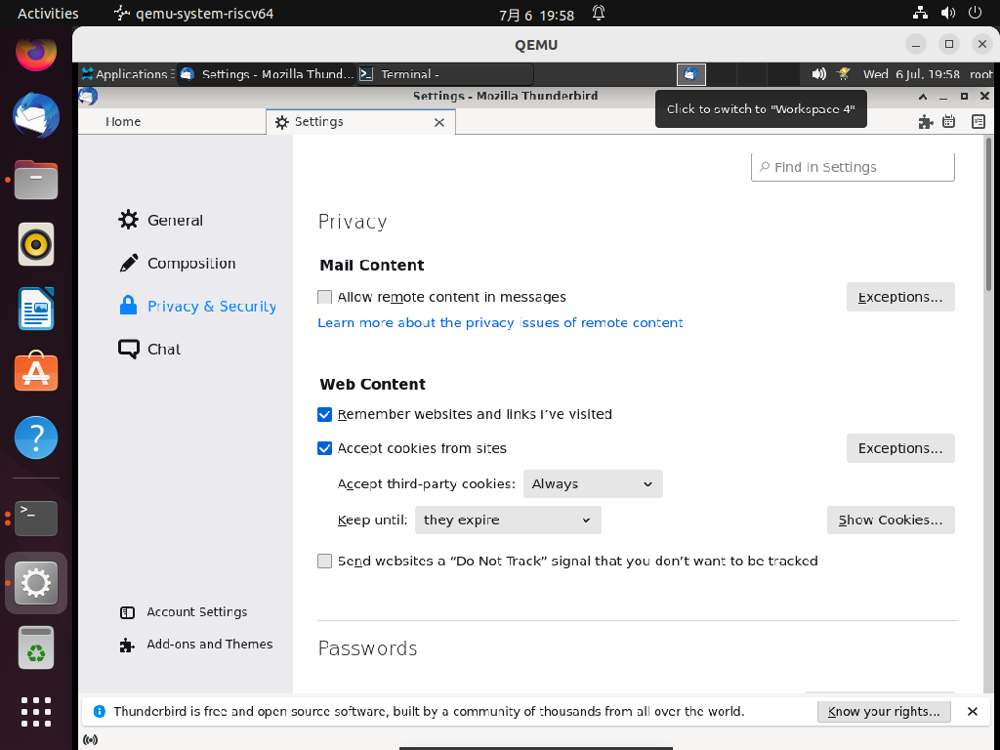 Activities
qemu-system-riscv64
7月 6 19:58
QEMU
Applications
Settings - Mozilla Thund...
Terminal -
Wed 6 Jul, 19:58
root
Settings - Mozilla Thunderbird
Click to switch to "Workspace 4"
Home
Settings
Find in Settings
General
Composition
Privacy & Security
Chat
Account Settings
Add-ons and Themes
Privacy
Mail Content
Allow remote content in messages
Exceptions...
Learn more about the privacy issues of remote content
Web Content
Remember websites and links I've visited
Accept cookies from sites
Exceptions...
Accept third-party cookies:
Always
Keep until:
they expire
Show Cookies...
Send websites a “Do Not Track” signal that you don’t want to be tracked
Passwords
Thunderbird is free and open source software, built by a community of thousands from all over the world.
Know your rights...